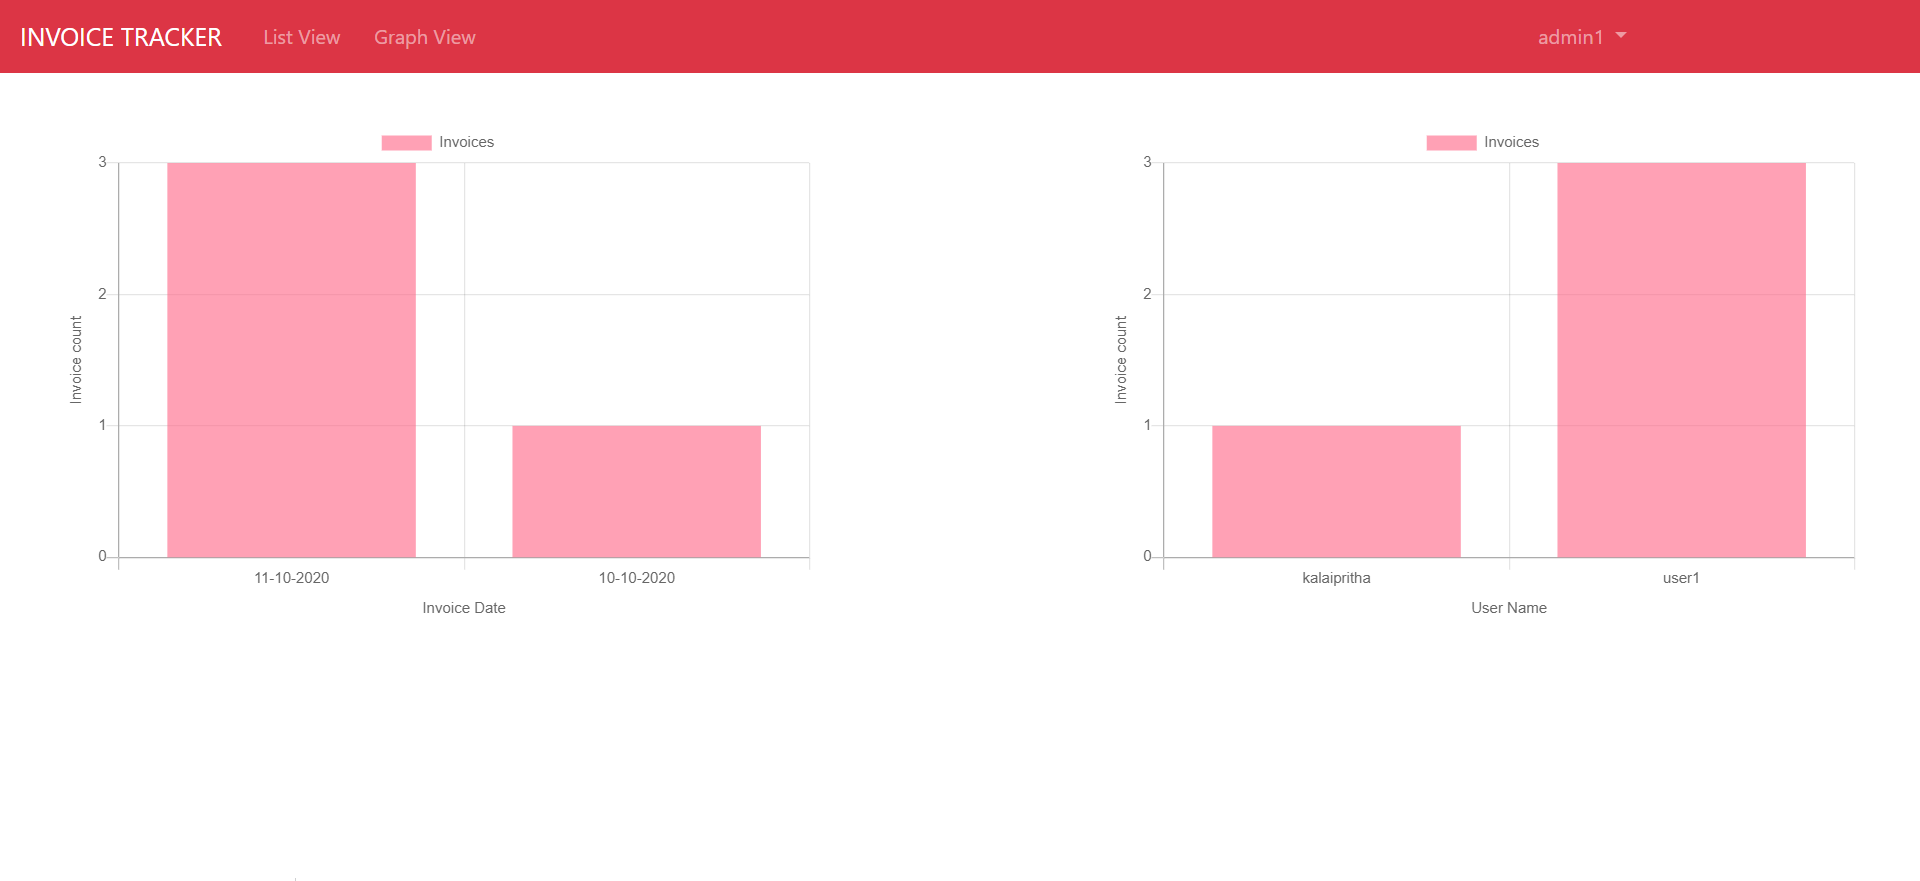 INVOICE TRACKER List View Graph View admin1
Invoices
3
2
1
0
Invoice count
11-10-2020 10-10-2020
Invoice Date
Invoices
3
2
1
0
Invoice count
kalaipritha user1
User Name